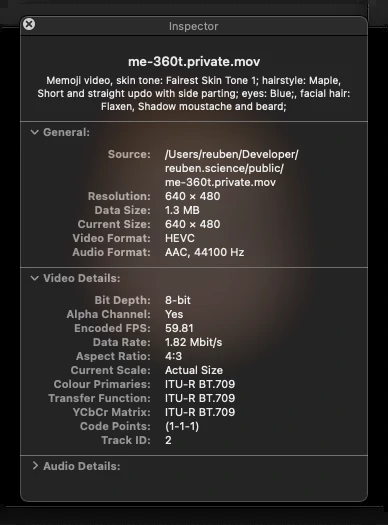 Inspector
me-360t.private.mov
Memoji video, skin tone: Fairest Skin Tone 1; hairstyle: Maple,
Short and straight updo with side parting; eyes: Blue;, facial hair:
Flaxen, Shadow moustache and beard;
General:
Source: /Users/reuben/Developer/
reuben.science/public/
me-360t.private.mov
Resolution: 640 × 480
Data Size: 1.3 MB
Current Size: 640 × 480
Video Format: HEVC
Audio Format: AAC, 44100 Hz
Video Details:
Bit Depth: 8-bit
Alpha Channel: Yes
Encoded FPS: 59.81
Data Rate: 1.82 Mbit/s
Aspect Ratio: 4:3
Current Scale: Actual Size
Colour Primaries: ITU-R BT.709
Transfer Function: ITU-R BT.709
YCbCr Matrix: ITU-R BT.709
Code Points: (1-1-1)
Track ID: 2
Audio Details: